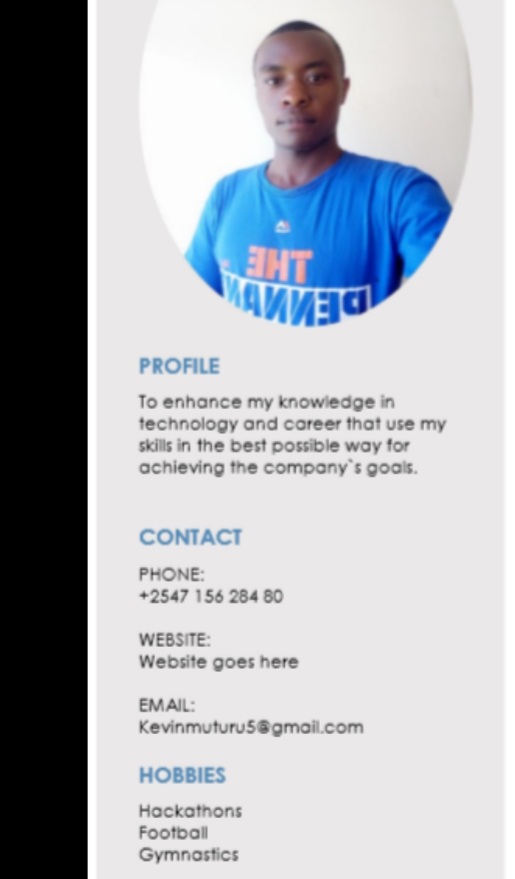 THE
PENNAN
PROFILE
To enhance my knowledge in
technology and career that use my
skills in the best possible way for
achieving the company`s goals.
CONTACT
PHONE:
+2547 156 284 80
WEBSITE:
Website goes here
EMAIL:
Kevinmuturu5@gmail.com
HOBBIES
Hackathons
Football
Gymnastics